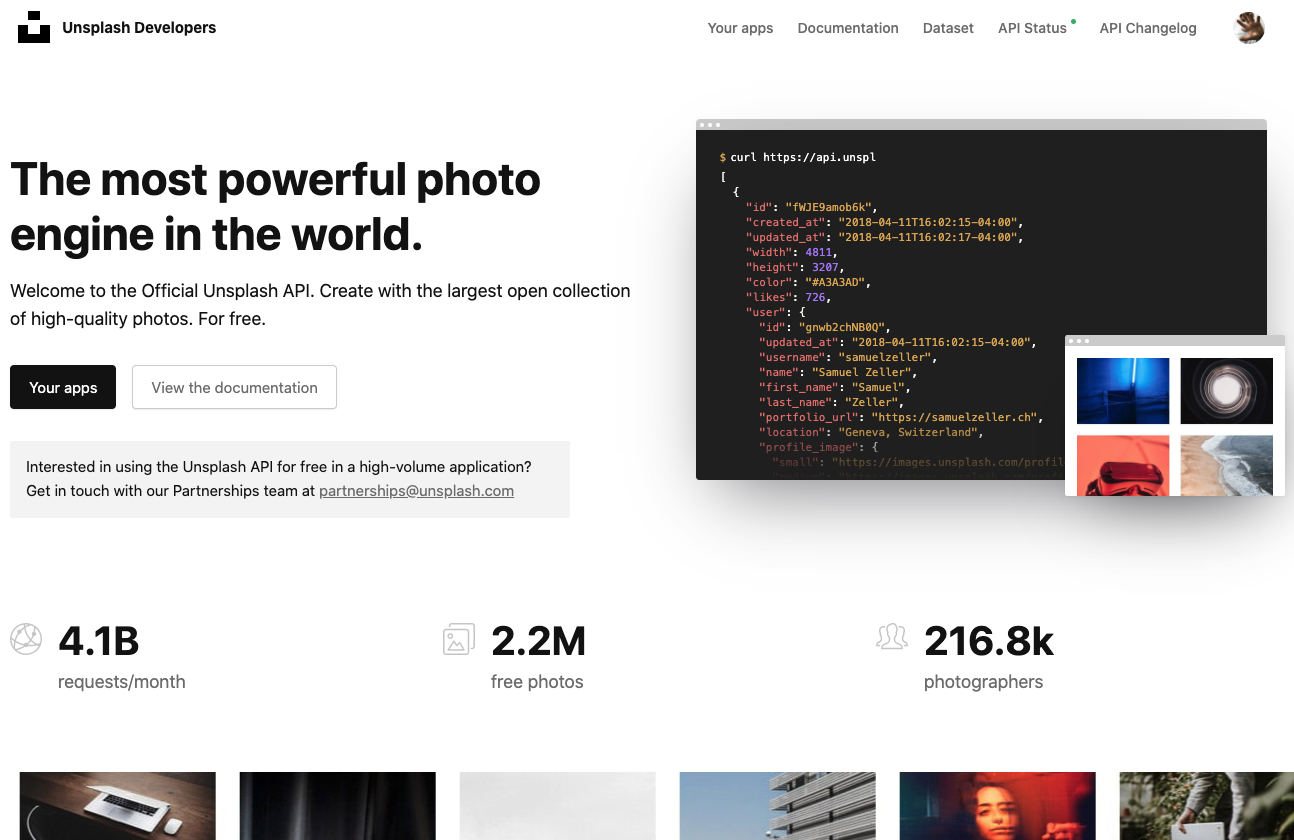 Unsplash Developers
Your apps
Documentation
Dataset
API Status
API Changelog
The most powerful photo
engine in the world.
Welcome to the Official Unsplash API. Create with the largest open collection
of high-quality photos. For free.
Your apps
View the documentation
Interested in using the Unsplash API for free in a high-volume application?
Get in touch with our Partnerships team at partnerships@unsplash.com
$ curl https://api.unspl
[
{
"id": "fWJE9amob6k",
"created_at": "2018-04-11T16:02:15-04:00",
"updated_at": "2018-04-11T16:02:17-04:00",
"width": 4811,
"height": 3207,
"color": "#A3A3AD",
"likes": 726,
"user": {
"id": "gnwb2chNB0Q",
"updated_at": "2018-04-11T16:02:15-04:00",
"username": "samuelzeller",
"name": "Samuel Zeller",
"first_name": "Samuel",
"last_name": "Zeller",
"portfolio_url": "https://samuelzeller.ch",
"location": "Geneva, Switzerland",
"profile_image": {
"small": "https://images.unsplash.com/profil
4.1B
requests/month
2.2M
free photos
216.8k
photographers